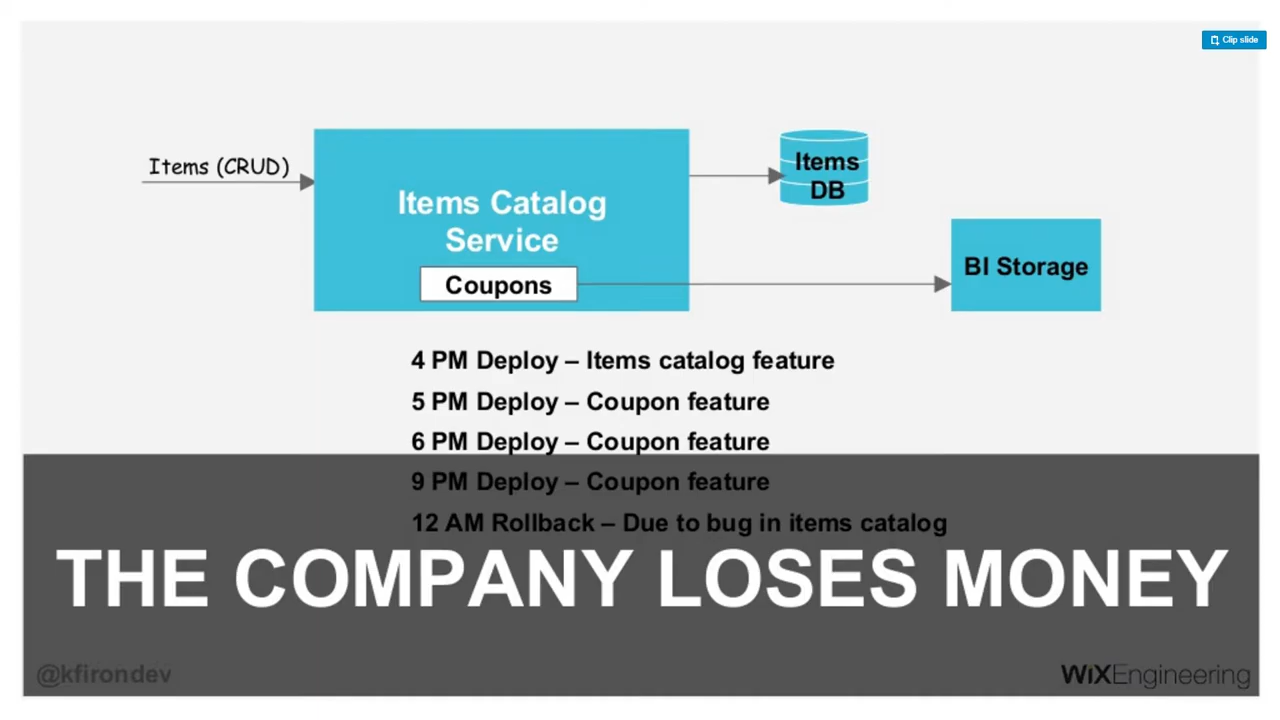 Clip slide
Items (CRUD)
Items Catalog
Service
Coupons
Items
DB
BI Storage
4 PM Deploy – Items catalog feature
5 PM Deploy – Coupon feature
6 PM Deploy – Coupon feature
9 PM Deploy – Coupon feature
12 AM Rollback – Due to bug in items catalog
THE COMPANY LOSES MONEY
@kfirondev
WiXEngineering